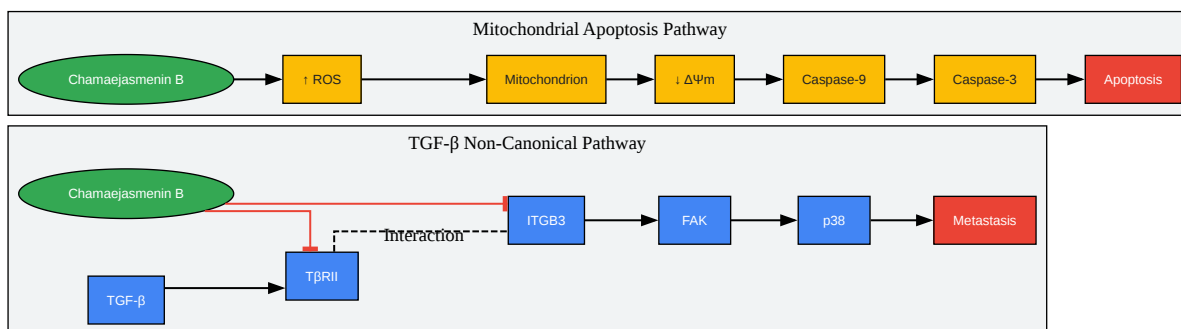 Mitochondrial Apoptosis Pathway
Chamaejasmenin B
↑ ROS
Mitochondrion
↓ ΔΨm
Caspase-9
Caspase-3
Apoptosis
TGF-β Non-Canonical Pathway
Chamaejasmenin B
ITGB3
FAK
p38
Metastasis
Interaction
TβRII
TGF-β